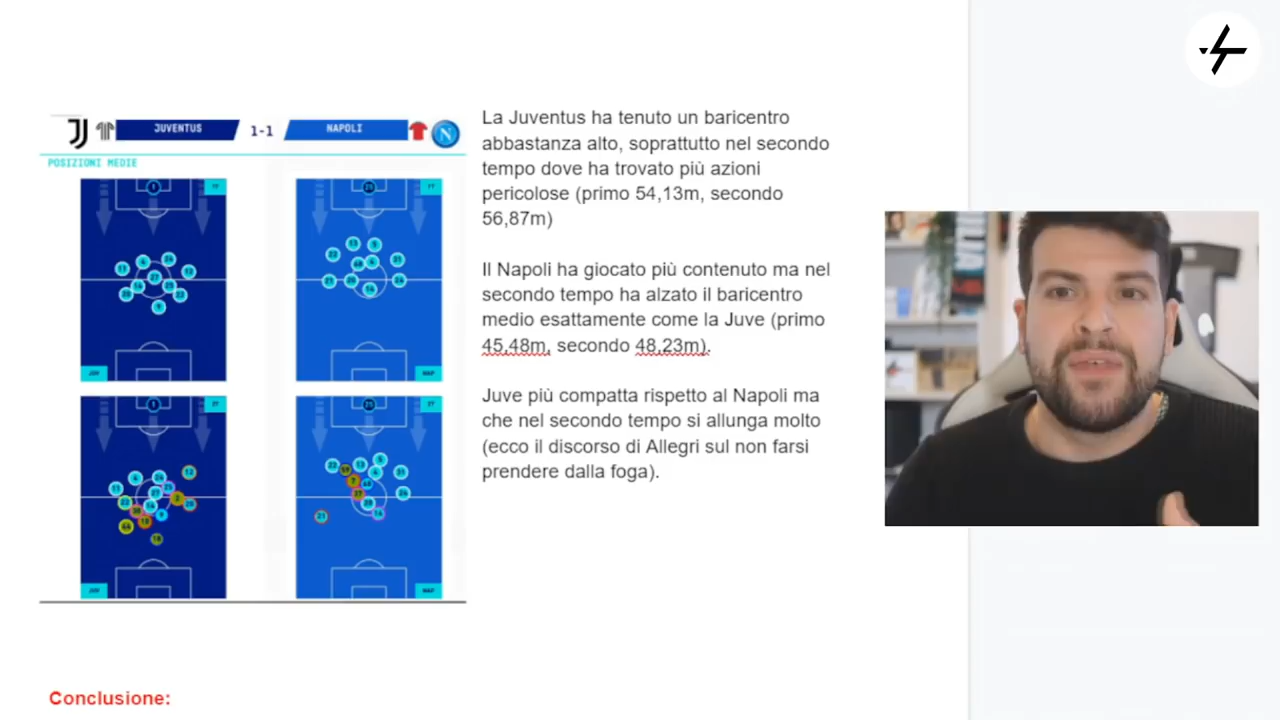 JUVENTUS
1-1
NAPOLI
POSIZIONI MEDIE
La Juventus ha tenuto un baricentro
abbastanza alto, soprattutto nel secondo
tempo dove ha trovato più azioni
pericolose (primo 54,13m, secondo
56,87m)
Il Napoli ha giocato più contenuto ma nel
secondo tempo ha alzato il baricentro
medio esattamente come la Juve (primo
45,48m, secondo 48,23m).
Juve più compatta rispetto al Napoli ma
che nel secondo tempo si allunga molto
(ecco il discorso di Allegri sul non farsi
prendere dalla foga).
Conclusione: